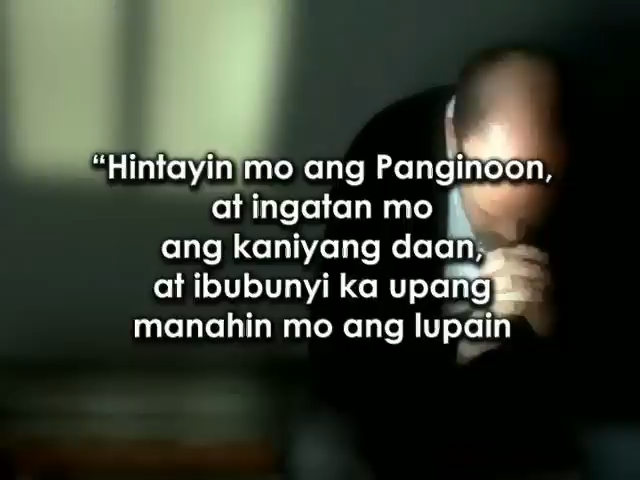 “Hintayin mo ang Panginoon,
at ingatan mo
ang kaniyang daan,
at ibubunyi ka upang
manahin mo ang lupain